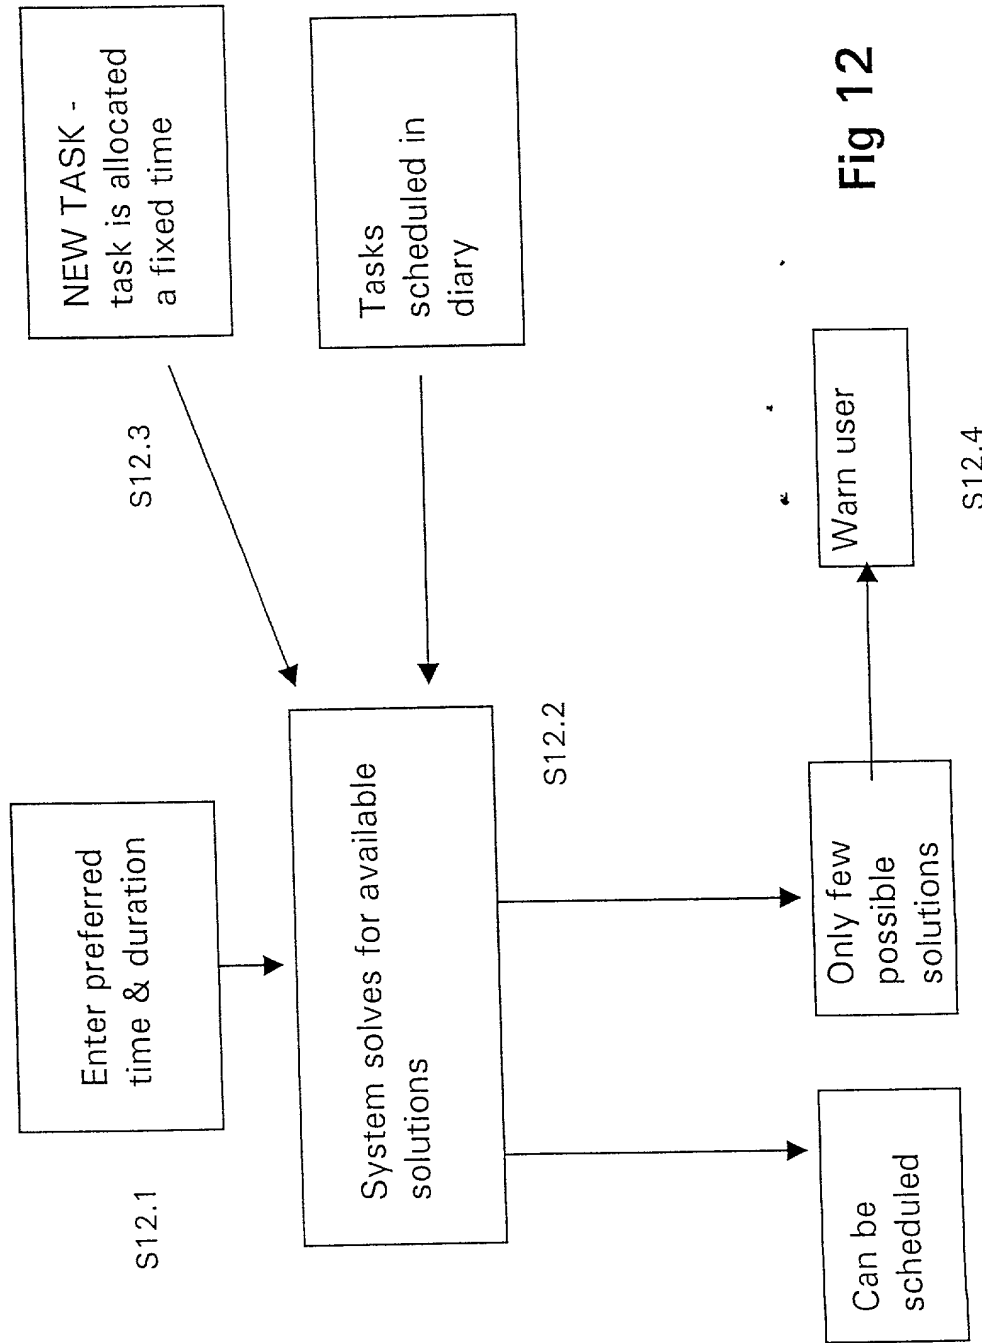 S12.1
Enter preferred
time & duration
S12.3
NEW TASK -
task is allocated
a fixed time
System solves for available
solutions
S12.2
Tasks
scheduled in
diary
Can be
scheduled
Only few
possible
solutions
Warn user
S12.4
Fig 12